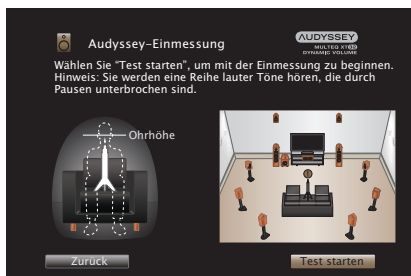 Audyssey-Einmessung
AUDYSSEY
MULTEQ XT32
DYNAMIC VOLUME
Wählen Sie "Test starten", um mit der Einmessung zu beginnen.
Hinweis: Sie werden eine Reihe lauter Töne hören, die durch
Pausen unterbrochen sind.
Ohrhöhe
Zurück
Test starten